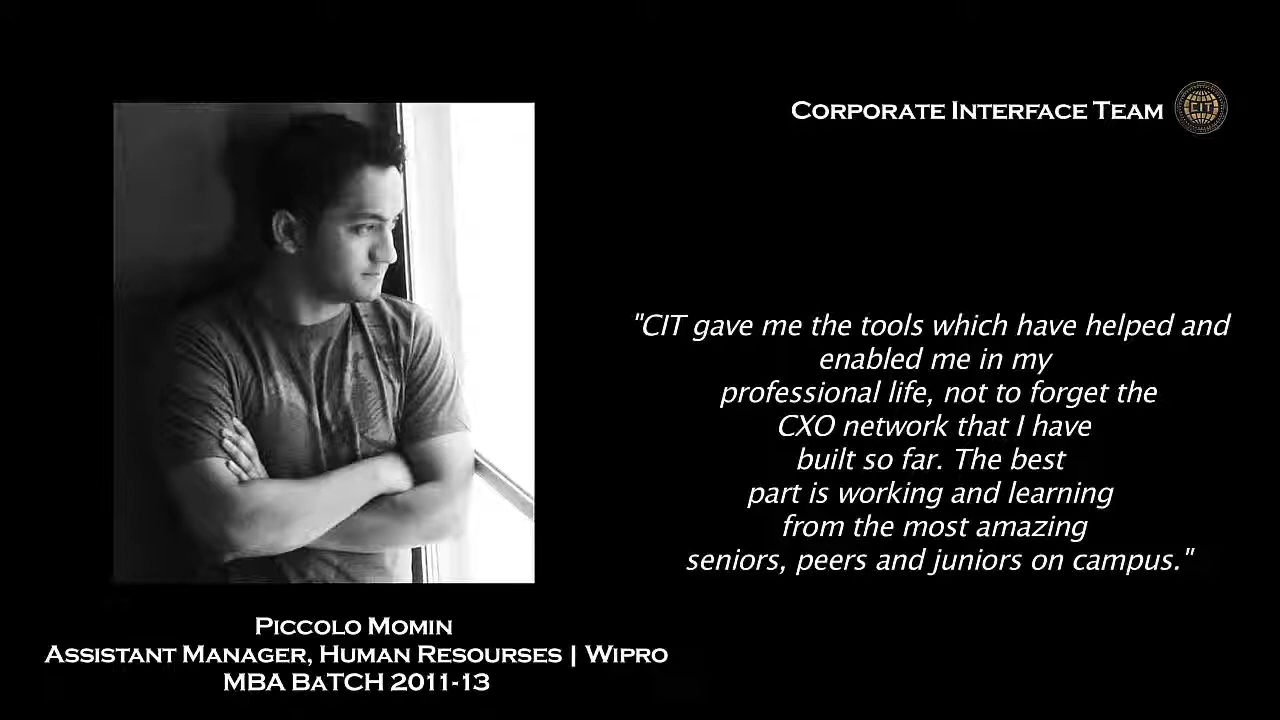 CORPORATE INTERFACE TEAM
CIT
"CIT gave me the tools which have helped and
enabled me in my
professional life, not to forget the
CXO network that I have
built so far. The best
part is working and learning
from the most amazing
seniors, peers and juniors on campus."
PICCOLO MOMIN
ASSISTANT MANAGER, HUMAN RESOURSES | WIPRO
MBA BaTCH 2011-13